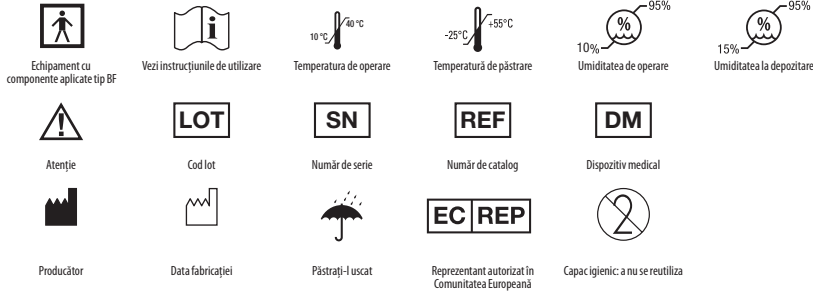 10 °C 40 °C
-25°C +55°C
% 95%
10%
% 95%
15%
Echipament cu
componente aplicate tip BF
Vezi instrucțiunile de utilizare
Temperatura de operare
Temperatură de păstrare
Umiditatea de operare
Umiditatea la depozitare
LOT
SN
REF
DM
Atenție
Cod lot
Număr de serie
Număr de catalog
Dispozitiv medical
EC REP
2
Producător
Data fabricației
Păstrați-l uscat
Reprezentant autorizat în
Comunitatea Europeană
Capac igienic: a nu se reutiliza